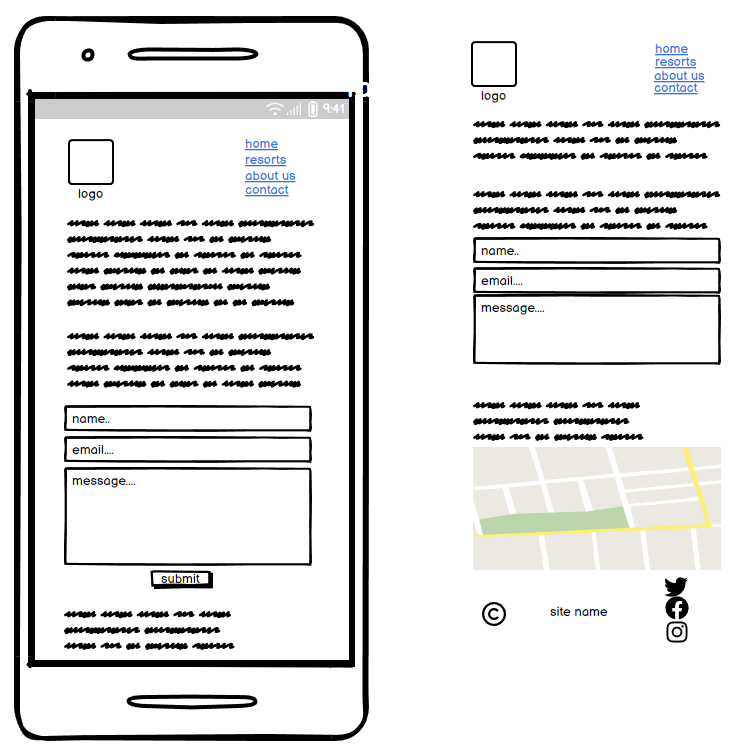 9:41
home
resorts
about us
contact
logo
name..
email....
message....
submit
home
resorts
about us
contact
logo
name..
email....
message....
©
site name